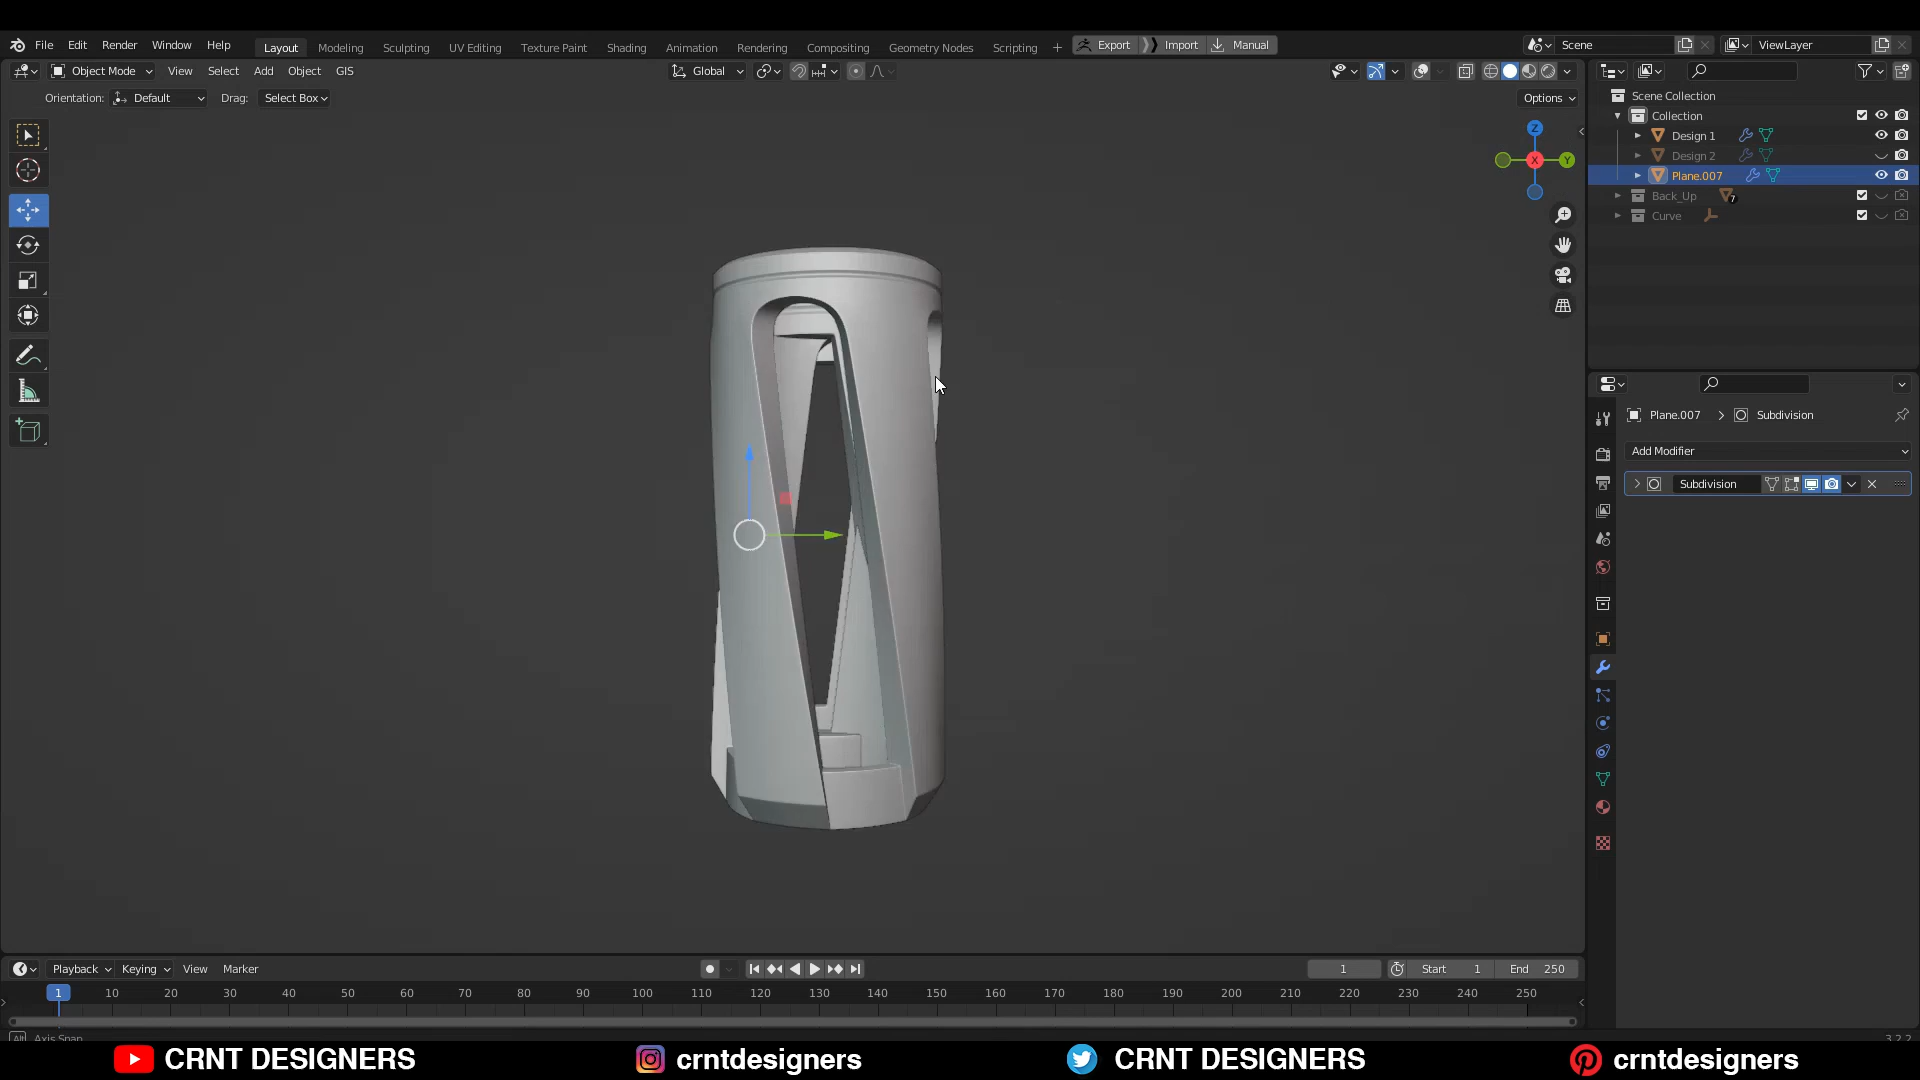 File Edit Render Window Help Layout Modeling Sculpting UV Editing Texture Paint Shading Animation Rendering Compositing Geometry Nodes Scripting + Export Import Manual Scene ViewLayer
Object Mode View Select Add Object GIS Global
Orientation: Default Drag: Select Box Options
Scene Collection
Collection
Design 1
Design 2
Plane.007
Back_Up 7
Curve
Z
X Y
Plane.007 > Subdivision
Add Modifier
Subdivision
Playback Keying View Marker 1 Start 1 End 250
1 10 20 30 40 50 60 70 80 90 100 110 120 130 140 150 160 170 180 190 200 210 220 230 240 250
Alt Axis Snap 3.2.2
CRNT DESIGNERS crntdesigners CRNT DESIGNERS crntdesigners